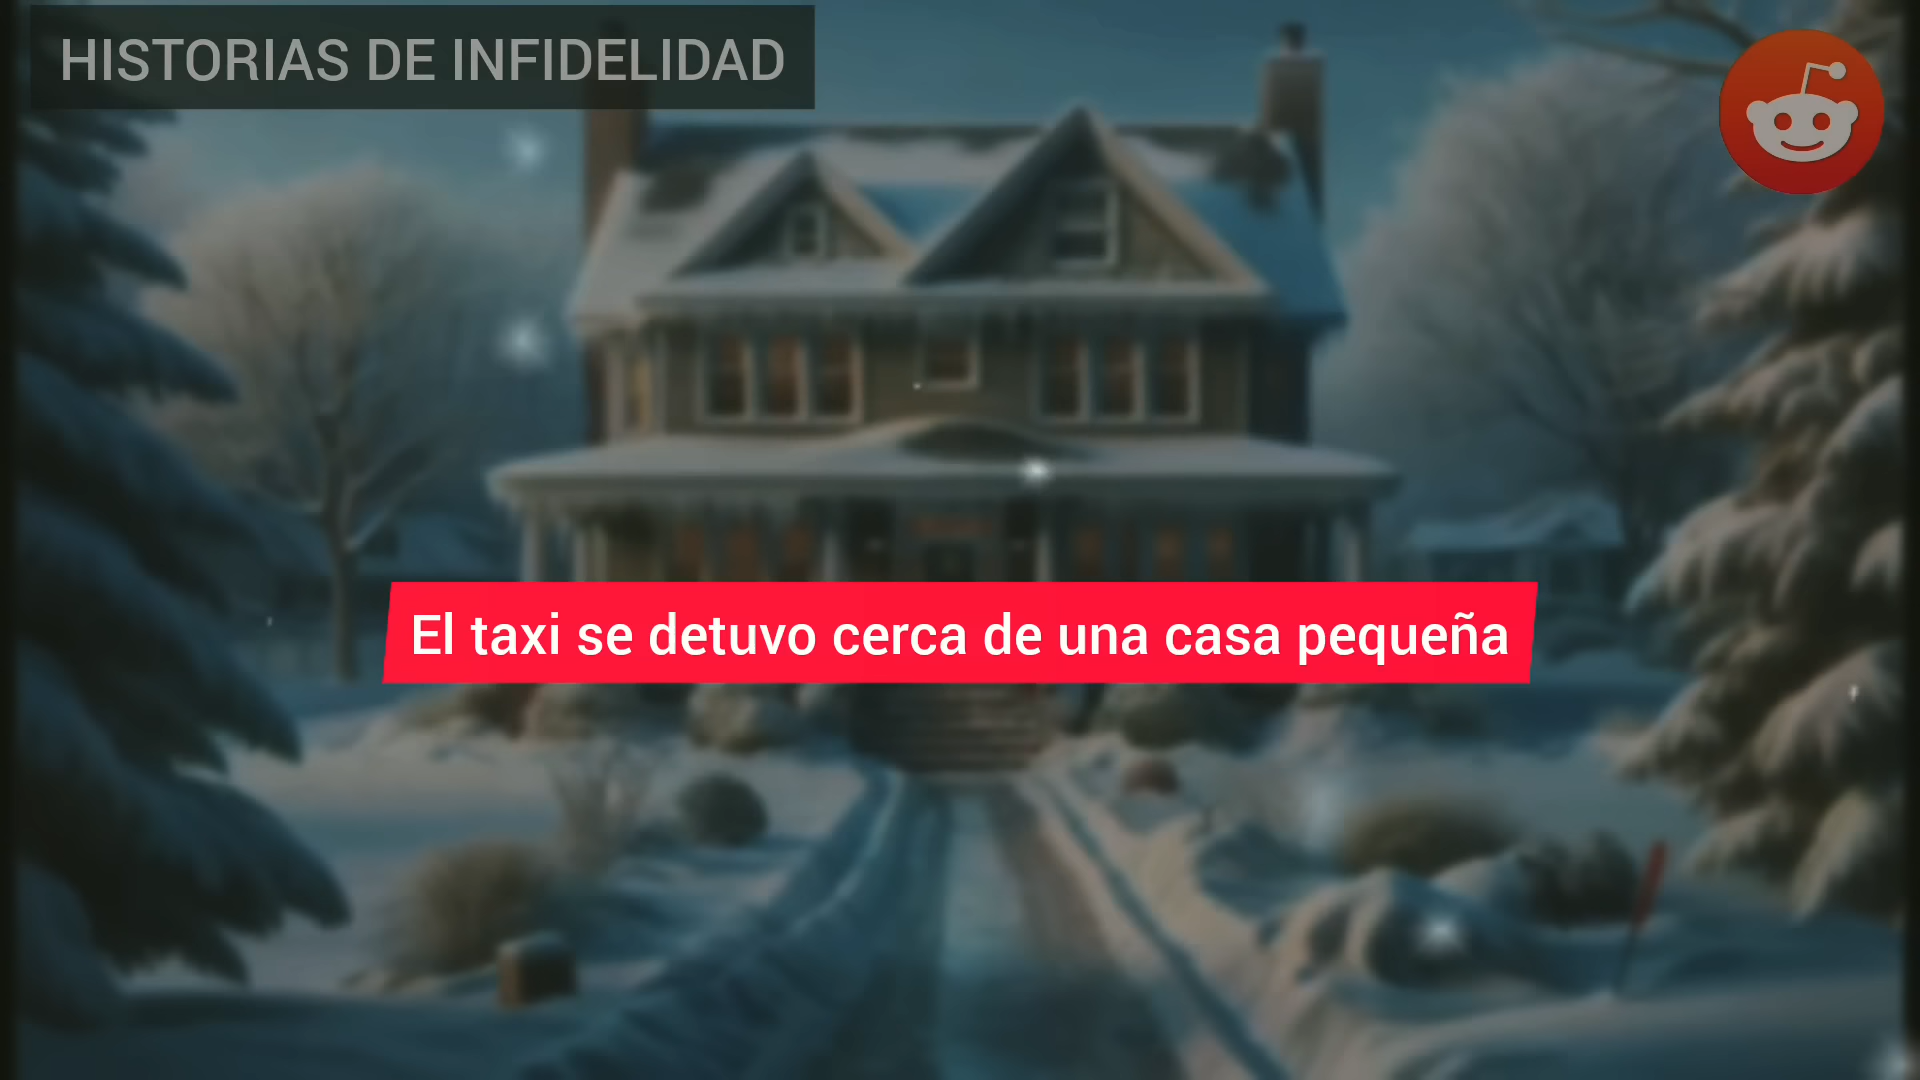 HISTORIAS DE INFIDELIDAD
El taxi se detuvo cerca de una casa pequeña